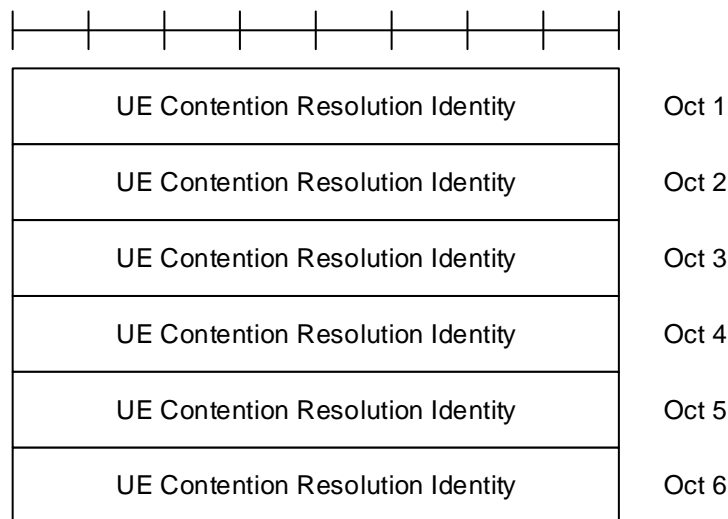 UE Contention Resolution Identity Oct 1
UE Contention Resolution Identity Oct 2
UE Contention Resolution Identity Oct 3
UE Contention Resolution Identity Oct 4
UE Contention Resolution Identity Oct 5
UE Contention Resolution Identity Oct 6